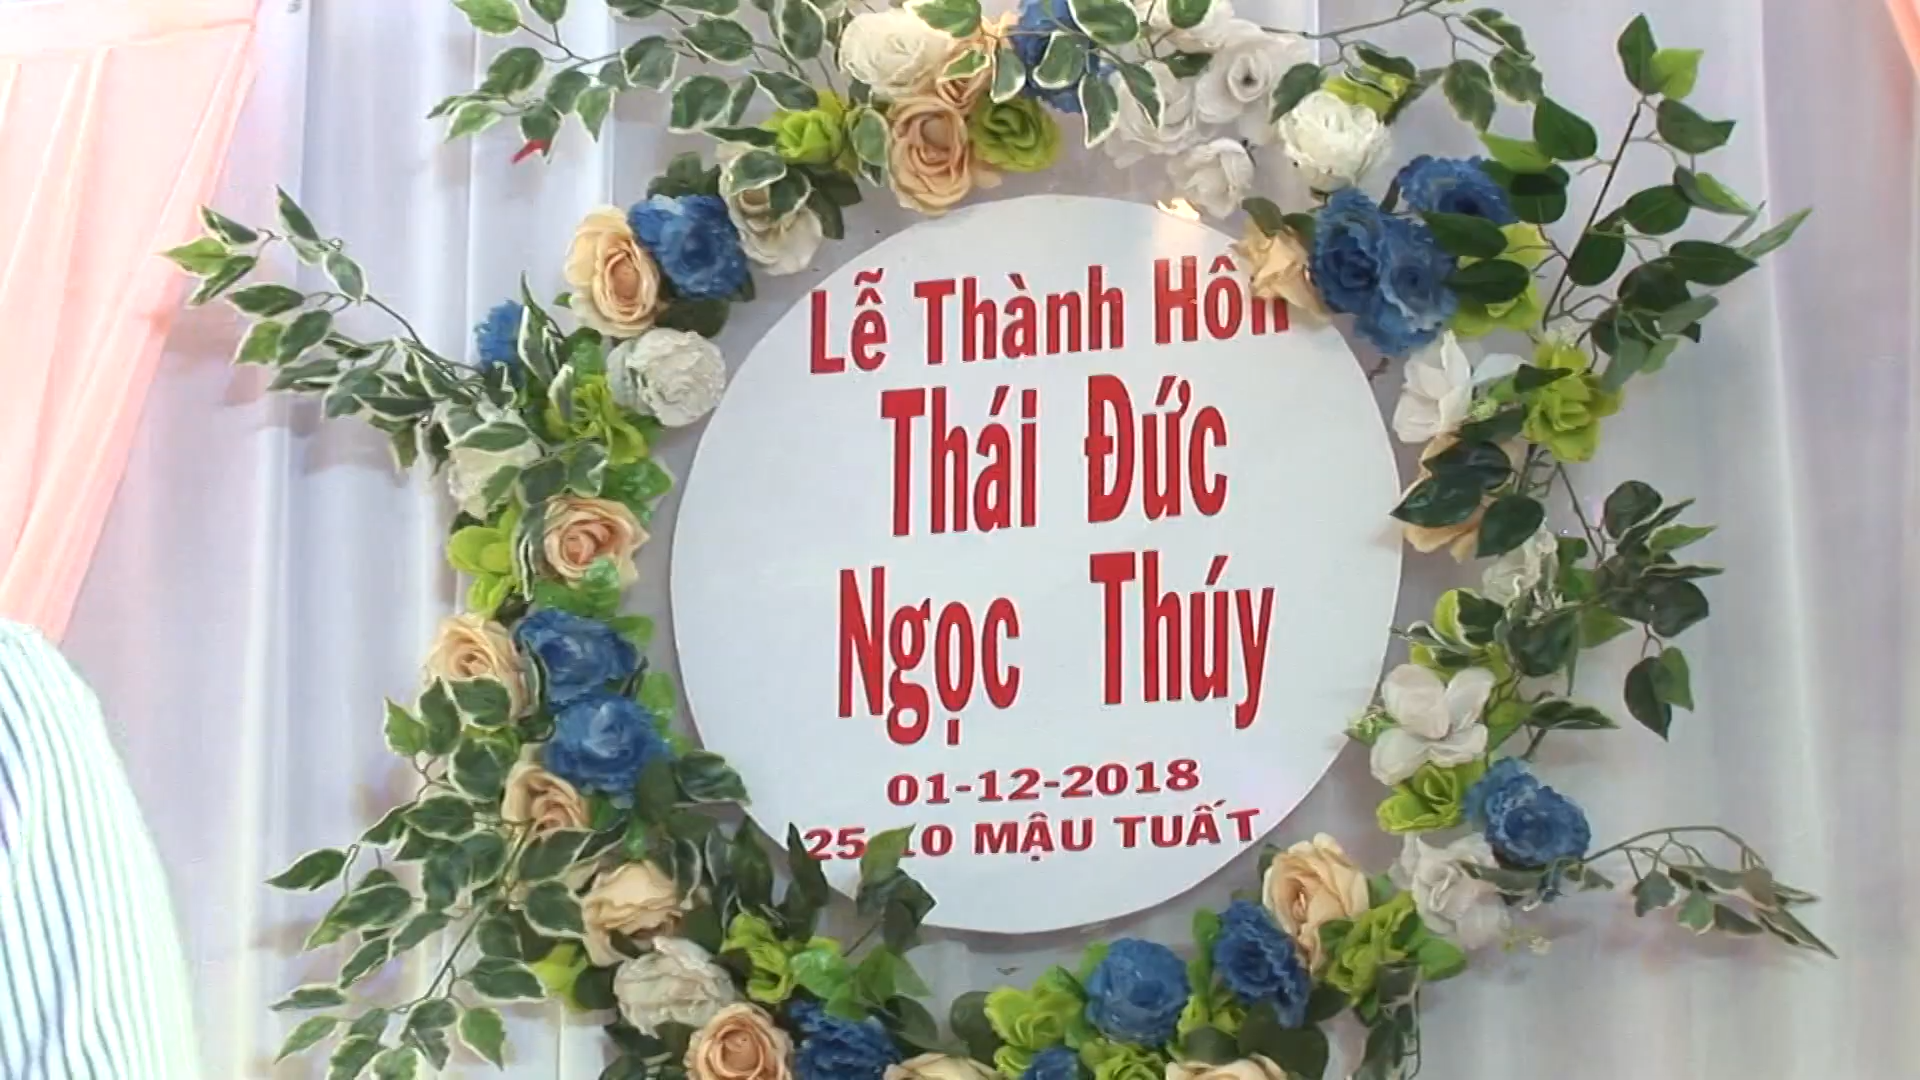 Lễ Thành Hôn
Thái Đức
Ngọc Thúy
01-12-2018
25-10 MẬU TUẤT